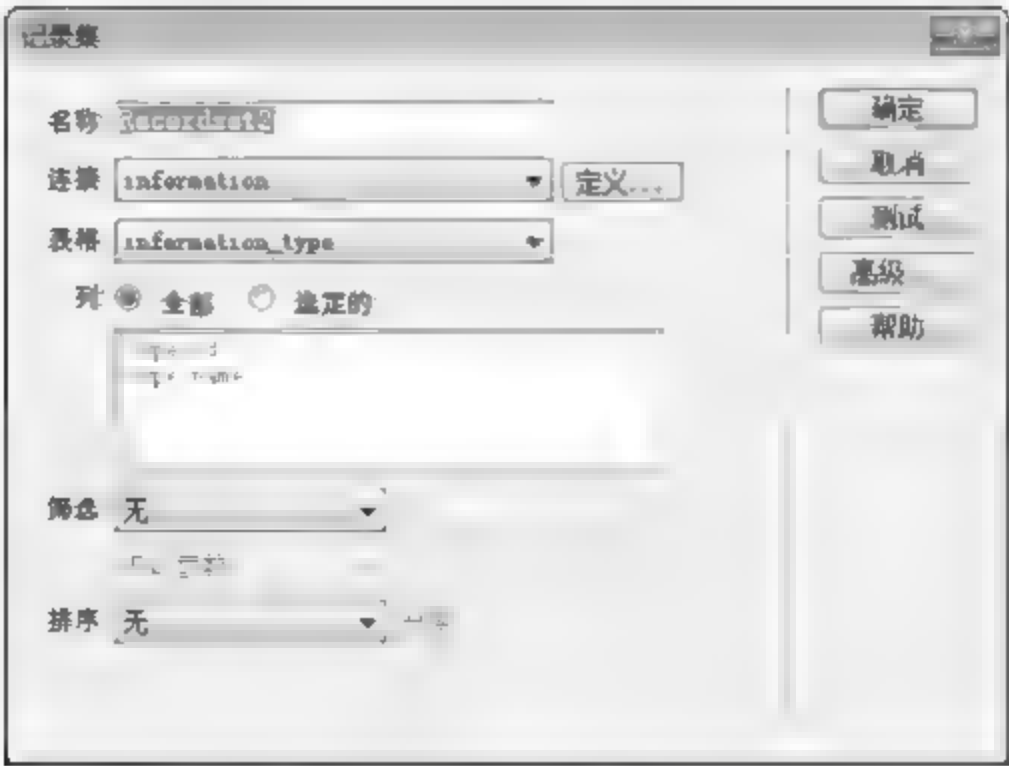 记录集
名称 Recordset2
连接 information 定义...
表格 information_type
列 全部 选定的
筛选 无
排序 无
确定
取消
测试
高级
帮助